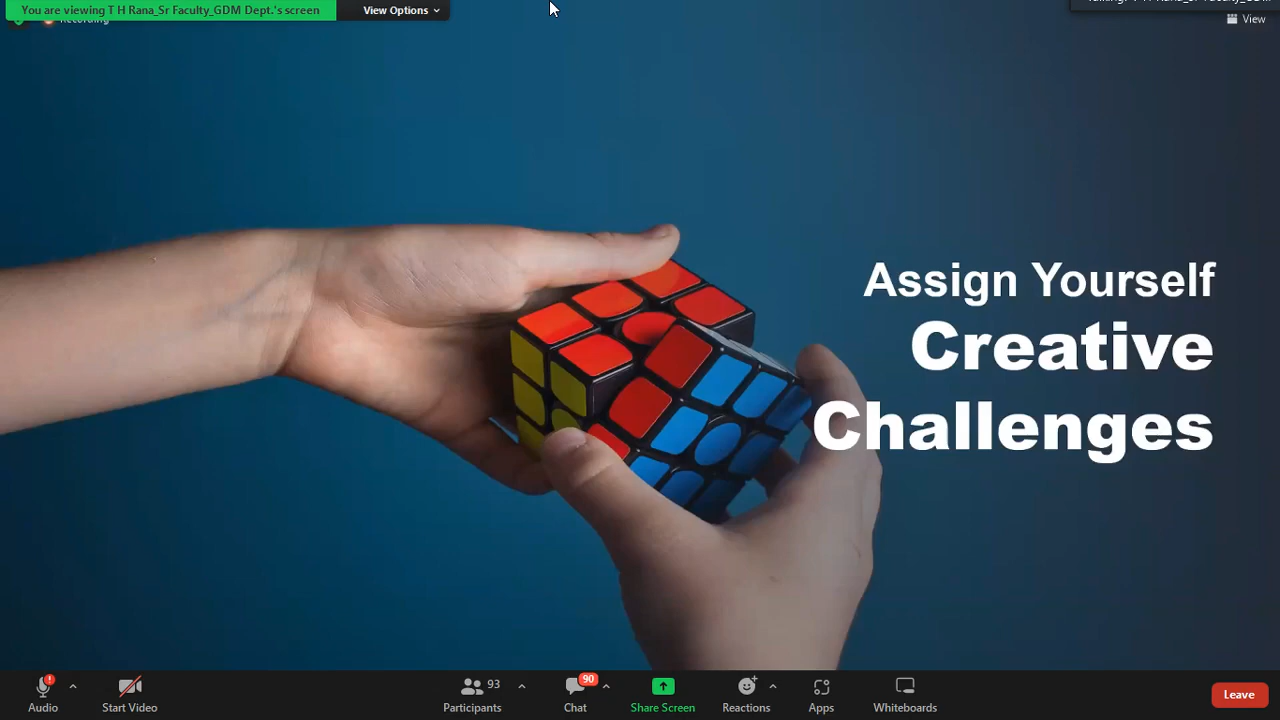 You are viewing T H Rana_Sr Faculty_GDM Dept.'s screen
View Options
Recording
View
Assign Yourself
Creative
Challenges
Audio
Start Video
93
Participants
90
Chat
Share Screen
Reactions
Apps
Whiteboards
Leave